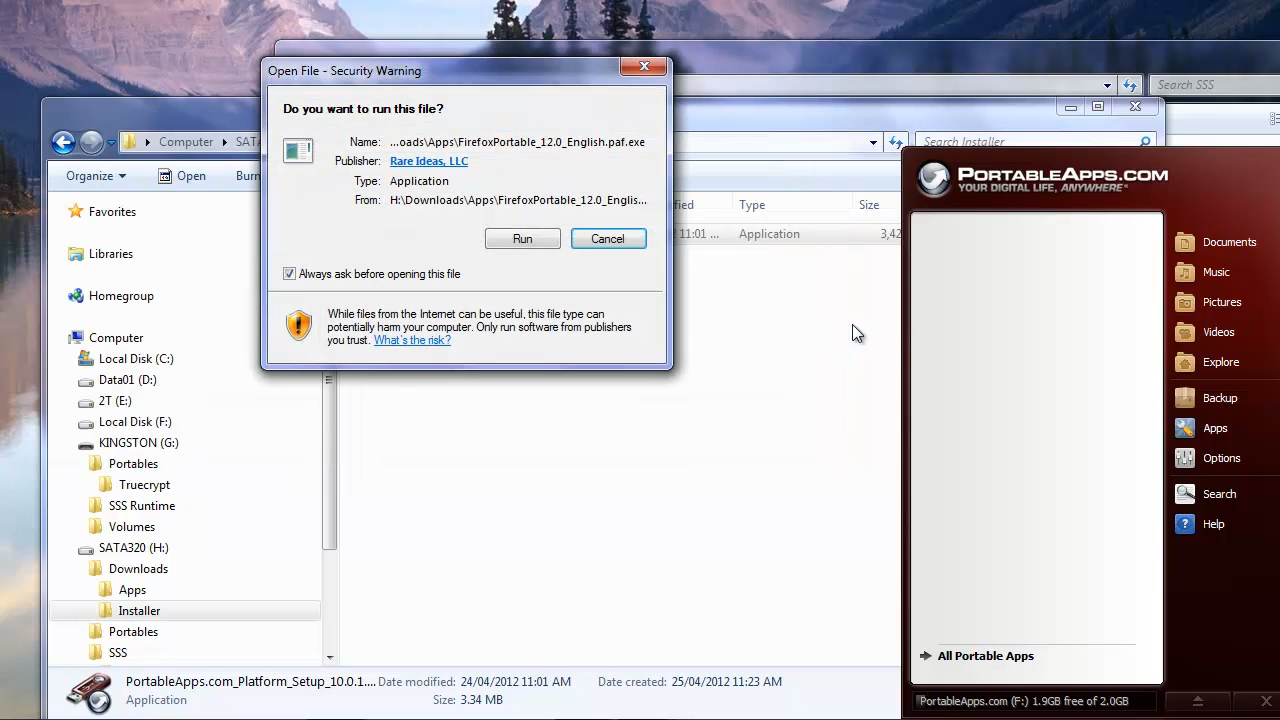 Open File - Security Warning
Do you want to run this file?
Name: ...oads\Apps\FirefoxPortable_12.0_English.paf.exe
Publisher: Rare Ideas, LLC
Type: Application
From: H:\Downloads\Apps\FirefoxPortable_12.0_Englis...
Run Cancel
Always ask before opening this file
While files from the Internet can be useful, this file type can
potentially harm your computer. Only run software from publishers
you trust. What's the risk?
Search SSS
Computer SATA
Search Installer
Organize Open Burn
Type Size
11:01 ... Application 3,42
Favorites
Libraries
Homegroup
Computer
Local Disk (C:)
Data01 (D:)
2T (E:)
Local Disk (F:)
KINGSTON (G:)
Portables
Truecrypt
SSS Runtime
Volumes
SATA320 (H:)
Downloads
Apps
Installer
Portables
SSS
PortableApps.com_Platform_Setup_10.0.1.... Date modified: 24/04/2012 11:01 AM Date created: 25/04/2012 11:23 AM
Application Size: 3.34 MB
PORTABLEAPPS.COM
YOUR DIGITAL LIFE, ANYWHERE®
Documents
Music
Pictures
Videos
Explore
Backup
Apps
Options
Search
Help
All Portable Apps
PortableApps.com (F:) 1.9GB free of 2.0GB